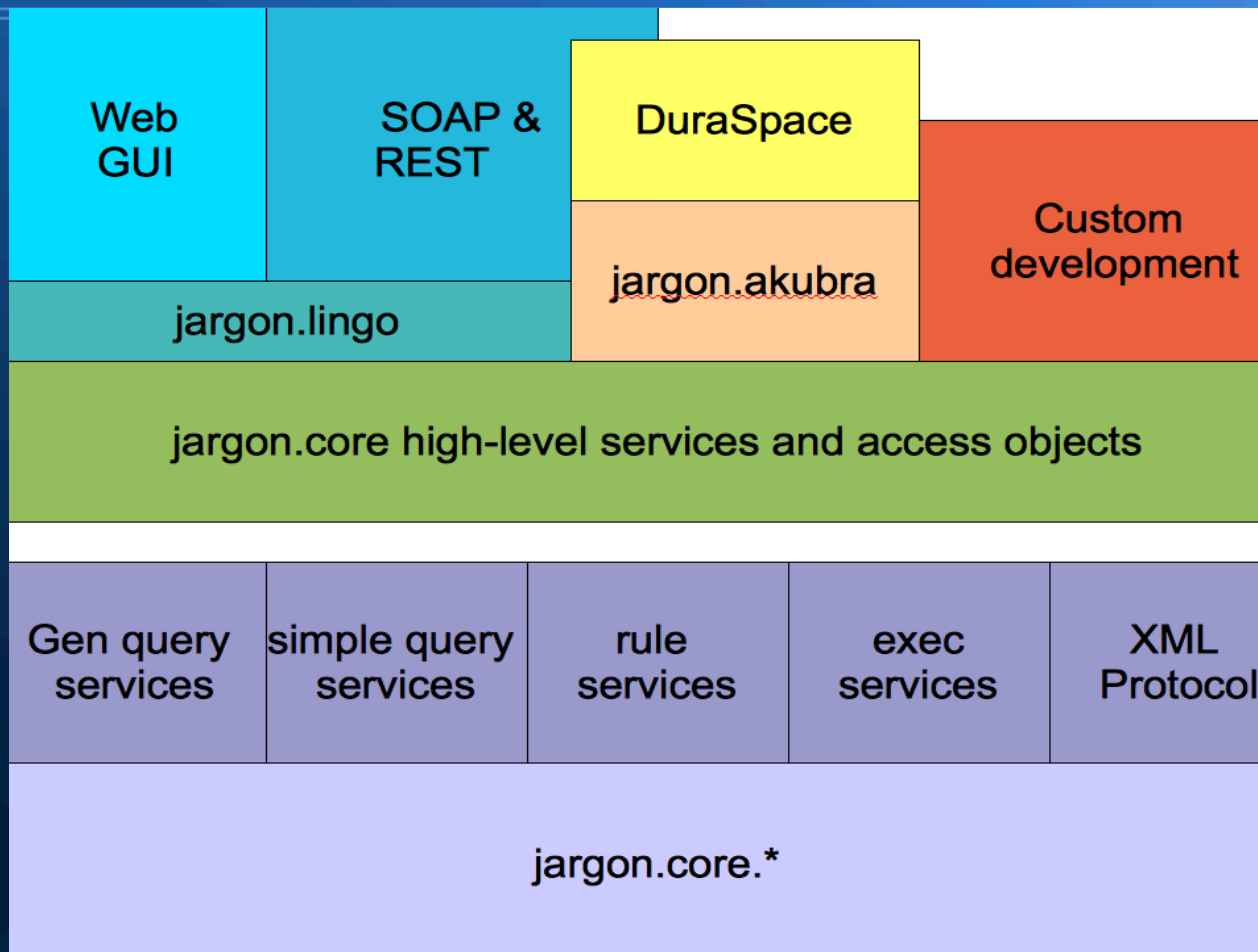 Web
GUI
SOAP &
REST
DuraSpace
Custom
development
jargon.akubra
jargon.lingo
jargon.core high-level services and access objects
Gen query
services
simple query
services
rule
services
exec
services
XML
Protocol
jargon.core.*